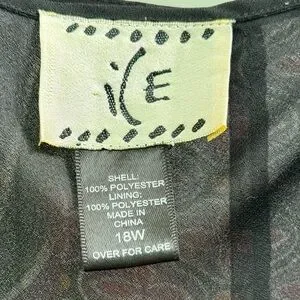 iCE
SHELL:
100% POLYESTER
LINING:
100% POLYESTER
MADE IN
CHINA
18W
OVER FOR CARE